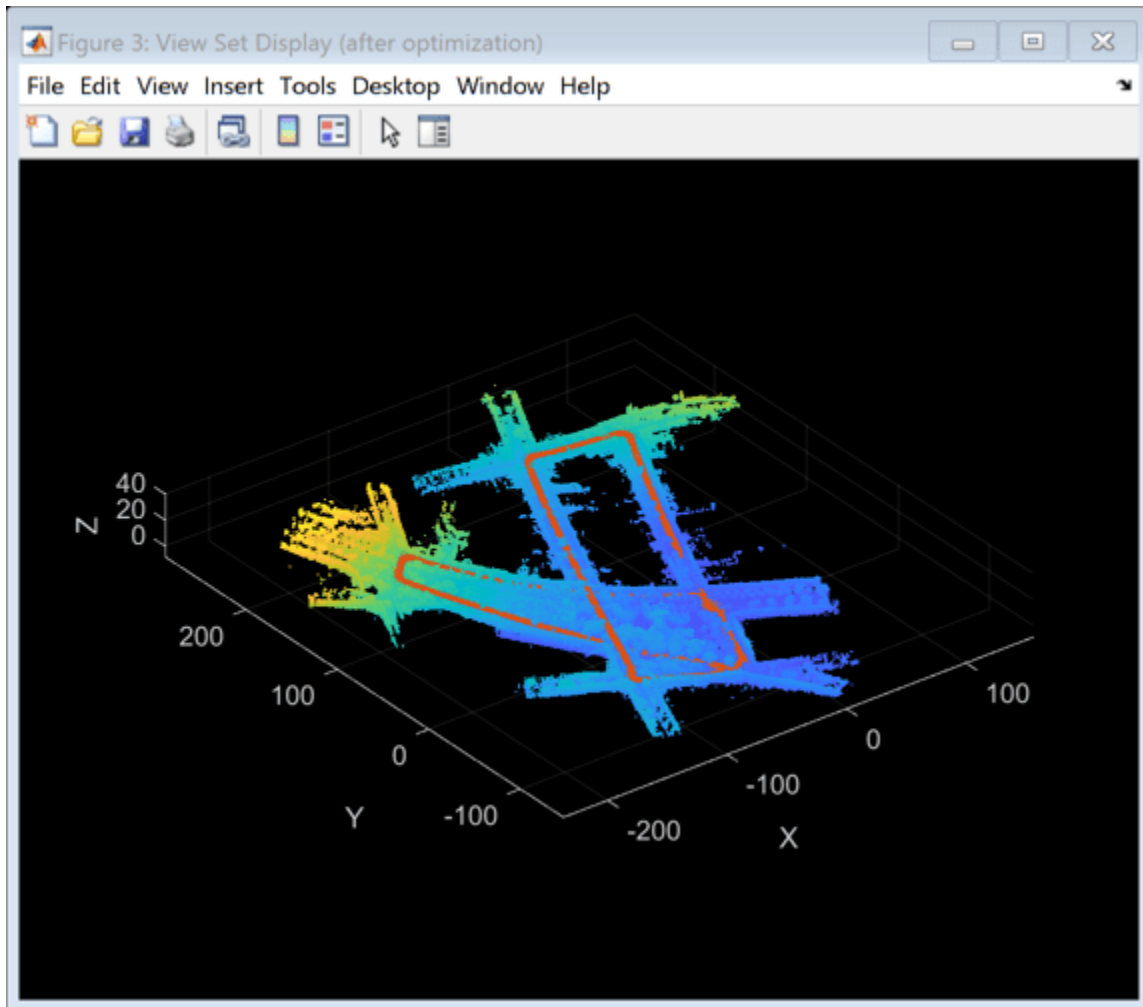 Figure 3: View Set Display (after optimization)
File Edit View Insert Tools Desktop Window Help
40
20
0
Z
200
100
0
-100
Y
100
0
-100
-200
X